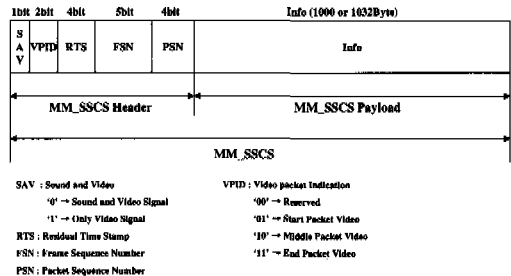 1bit 2bit 4bit 5bit 4bit Info (1000 or 1032Byte)
SAV VPID RTS FSN PSN Info
MM_SSCS Header MM_SSCS Payload
MM_SSCS
SAV : Sound and Video
'0' → Sound and Video Signal
'1' → Only Video Signal
RTS : Residual Time Stamp
FSN : Frame Sequence Number
PSN : Packet Sequence Number
VPID : Video packet Indication
'00' → Reserved
'01' → Start Packet Video
'10' → Middle Packet Video
'11' → End Packet Video